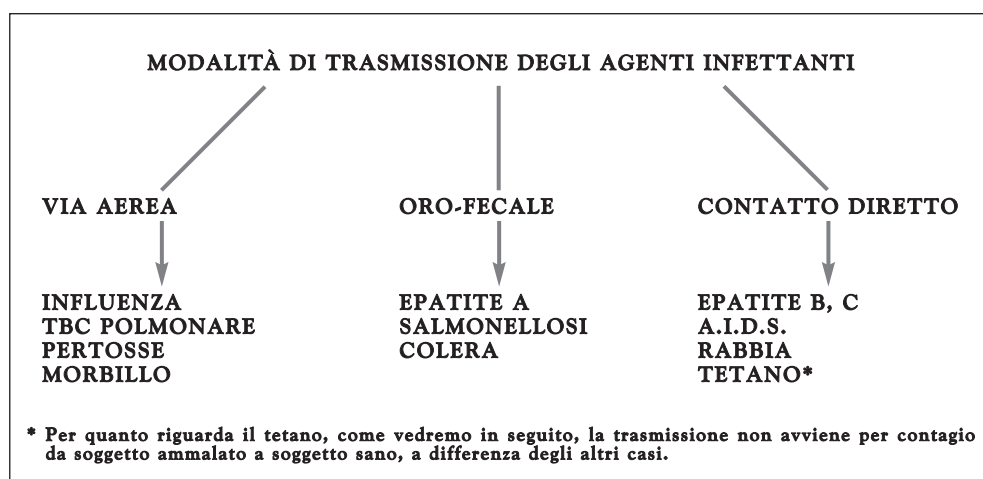 MODALITÀ DI TRASMISSIONE DEGLI AGENTI INFETTANTI
VIA AEREA
INFLUENZA
TBC POLMONARE
PERTOSSE
MORBILLO
ORO-FECALE
EPATITE A
SALMONELLOSI
COLERA
CONTATTO DIRETTO
EPATITE B, C
A.I.D.S.
RABBIA
TETANO*
* Per quanto riguarda il tetano, come vedremo in seguito, la trasmissione non avviene per contagio
da soggetto ammalato a soggetto sano, a differenza degli altri casi.